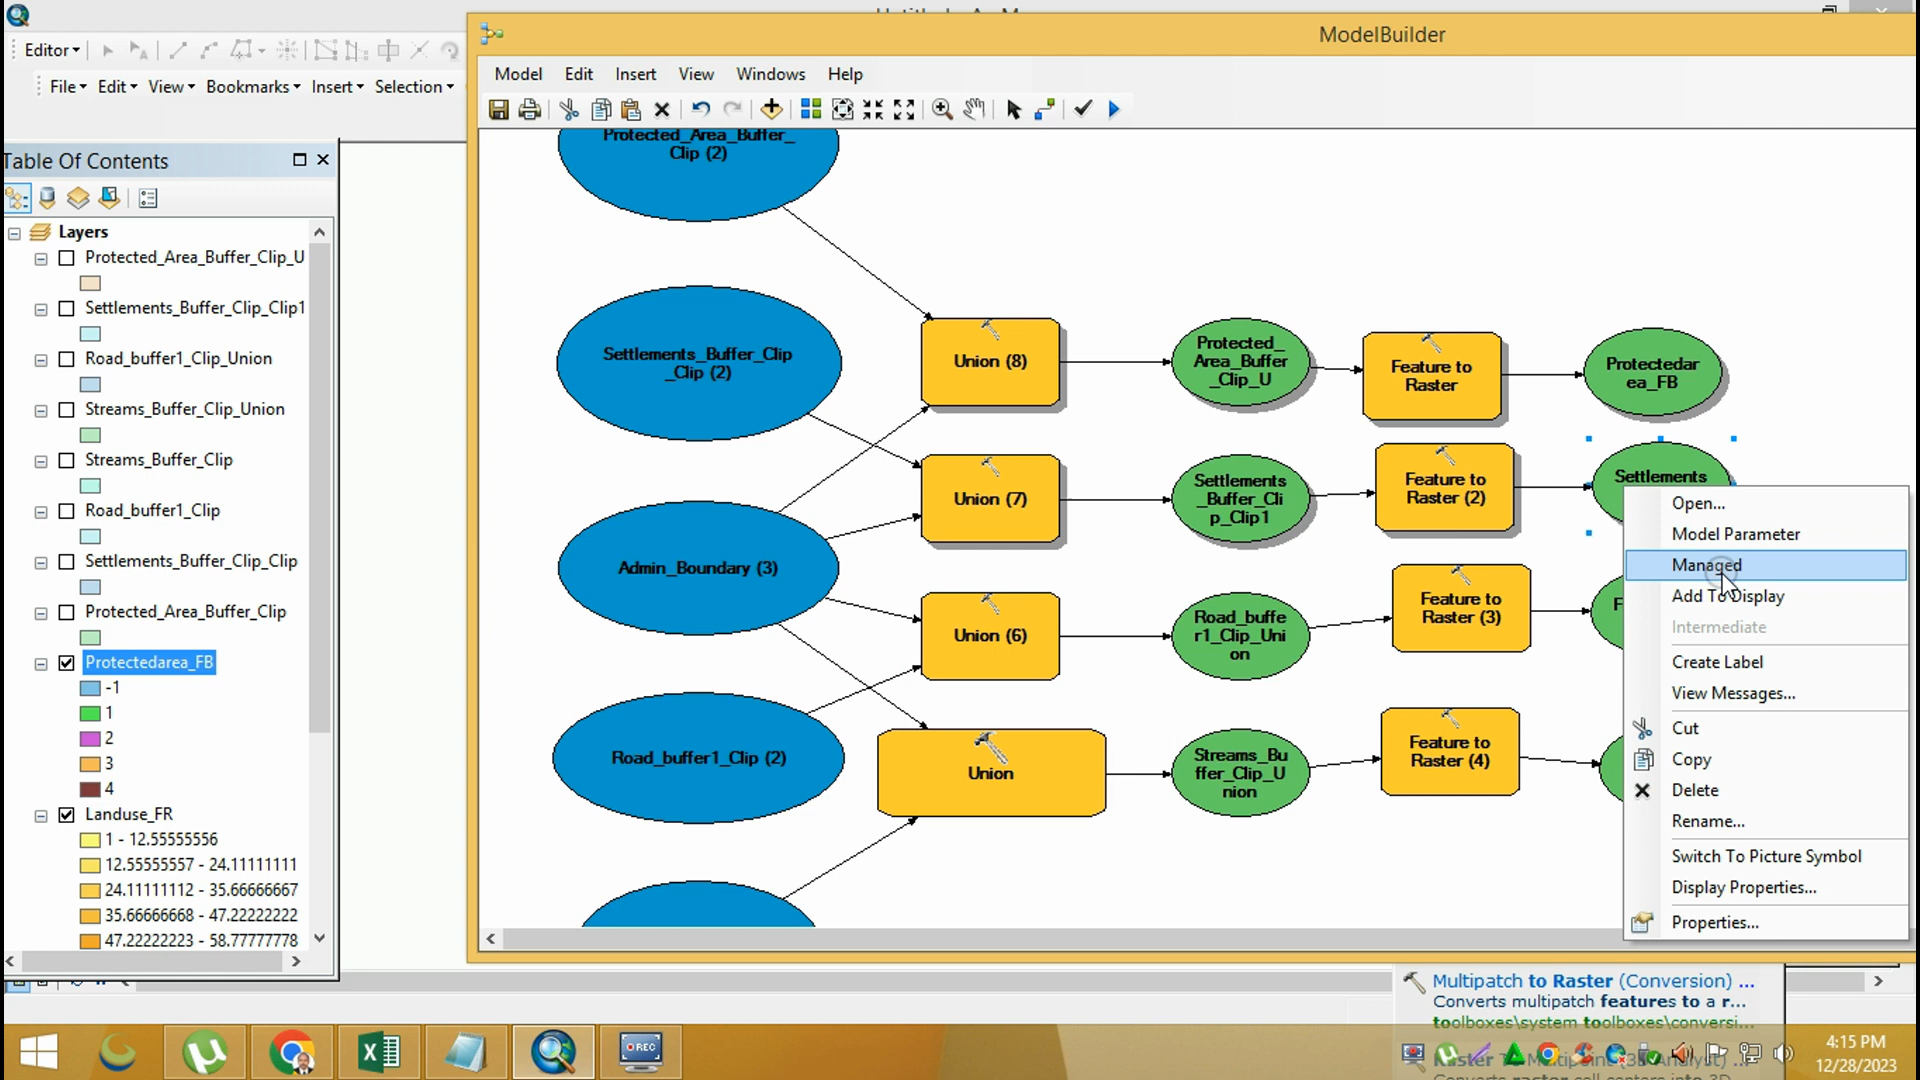 ModelBuilder
Editor
File Edit View Bookmarks Insert Selection
Model Edit Insert View Windows Help
Table Of Contents
Layers
Protected_Area_Buffer_Clip_U
Settlements_Buffer_Clip_Clip1
Road_buffer1_Clip_Union
Streams_Buffer_Clip_Union
Streams_Buffer_Clip
Road_buffer1_Clip
Settlements_Buffer_Clip_Clip
Protected_Area_Buffer_Clip
Protectedarea_FB
-1
1
2
3
4
Landuse_FR
1 - 12.55555556
12.55555557 - 24.11111111
24.11111112 - 35.66666667
35.66666668 - 47.22222222
47.22222223 - 58.77777778
Protected_Area_Buffer_
Clip (2)
Settlements_Buffer_Clip
_Clip (2)
Admin_Boundary (3)
Road_buffer1_Clip (2)
Union (8)
Union (7)
Union (6)
Union
Protected_
Area_Buffer
_Clip_U
Settlements
_Buffer_Cli
p_Clip1
Road_buffe
r1_Clip_Uni
on
Streams_Bu
ffer_Clip_U
nion
Feature to
Raster
Feature to
Raster (2)
Feature to
Raster (3)
Feature to
Raster (4)
Protectedar
ea_FB
Settlements
Open...
Model Parameter
Managed
Add To Display
Intermediate
Create Label
View Messages...
Cut
Copy
Delete
Rename...
Switch To Picture Symbol
Display Properties...
Properties...
Multipatch to Raster (Conversion) ...
Converts multipatch features to a r...
toolboxes\system toolboxes\conversi...
REC
4:15 PM
12/28/2023